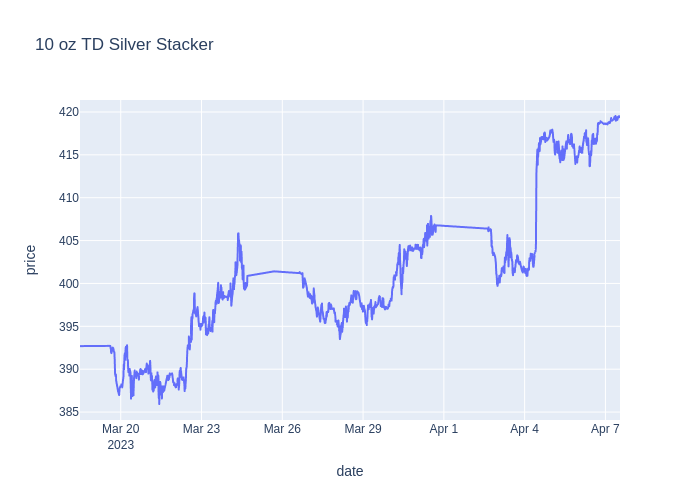 10 oz TD Silver Stacker
420
415
410
405
400
395
390
385
price
Mar 20
2023
Mar 23
Mar 26
Mar 29
Apr 1
Apr 4
Apr 7
date